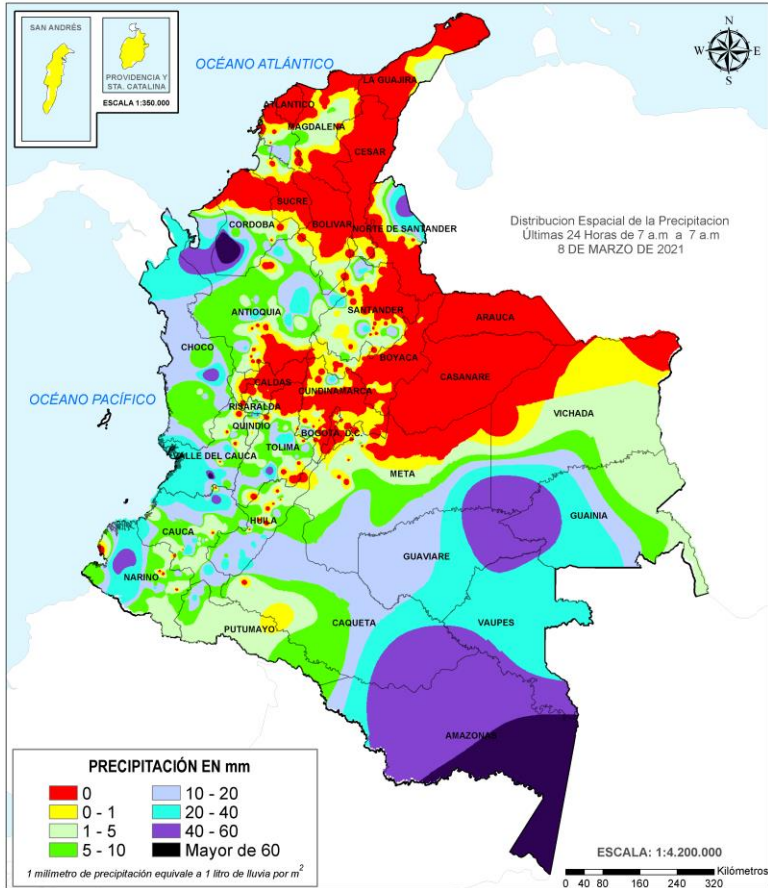 SAN ANDRÉS
PROVIDENCIA Y
STA. CATALINA
ESCALA 1:350.000
N
W E
S
OCÉANO ATLÁNTICO
LA GUAJIRA
ATLANTICO
MAGDALENA
CESAR
SUCRE
CORDOBA
BOLIVAR
NORTE DE SANTANDER
Distribucion Espacial de la Precipitacion
Últimas 24 Horas de 7 a.m a 7 a.m
8 DE MARZO DE 2021
ANTIOQUIA
SANTANDER
ARAUCA
CHOCO
BOYACA
CASANARE
OCÉANO PACÍFICO
CALDAS
CUNDINAMARCA
RISARALDA
VICHADA
QUINDIO
BOGOTA D.C.
TOLIMA
VALLE DEL CAUCA
META
HUILA
GUAINIA
CAUCA
GUAVIARE
NARIÑO
CAQUETA
VAUPES
PUTUMAYO
AMAZONAS
PRECIPITACIÓN EN mm
0
0 - 1
1 - 5
5 - 10
10 - 20
20 - 40
40 - 60
Mayor de 60
1 milímetro de precipitación equivale a 1 litro de lluvia por m²
ESCALA: 1:4.200.000
Kilómetros
0 40 80 160 240 320